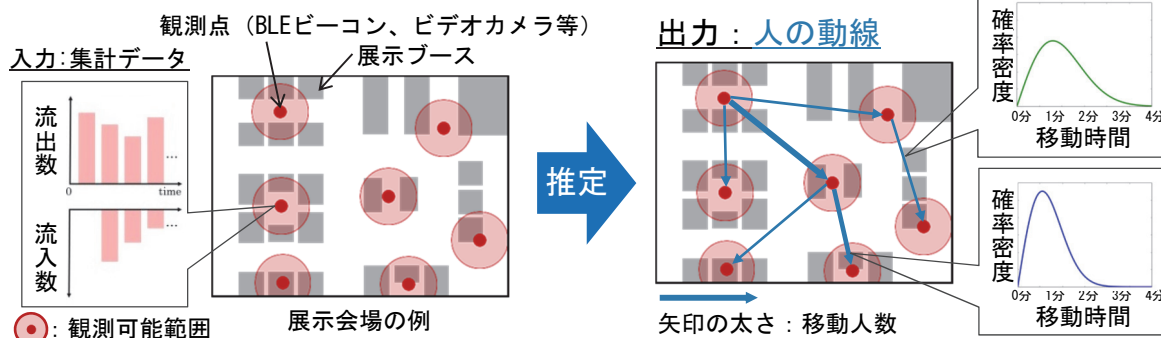 観測点（BLEビーコン、ビデオカメラ等）
入力：集計データ
展示ブース
流出数
0
time
...
流入数
...
：観測可能範囲
展示会場の例
推定
出力：人の動線
矢印の太さ：移動人数
確率密度
0分 1分 2分 3分 4分
移動時間
確率密度
0分 1分 2分 3分 4分
移動時間